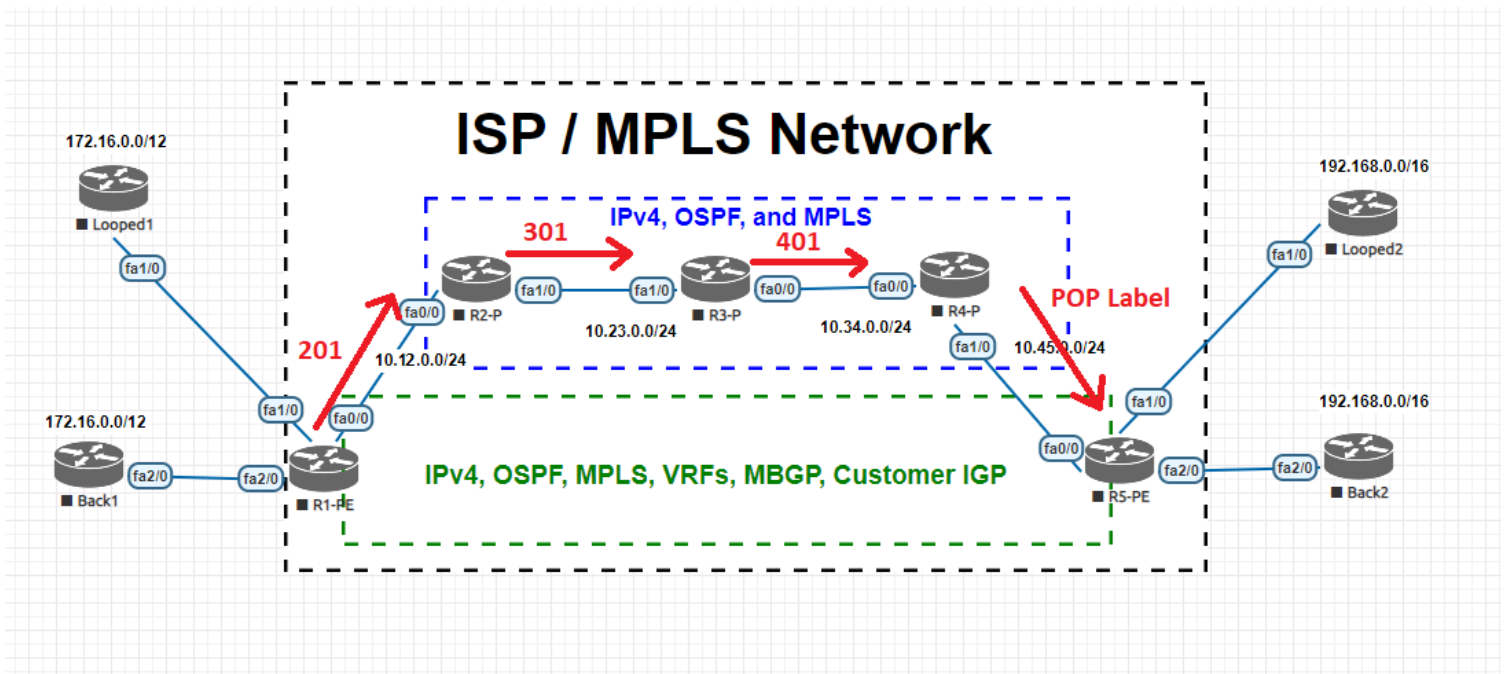 ISP / MPLS Network
172.16.0.0/12
Looped1
fa1/0
192.168.0.0/16
Looped2
fa1/0
IPv4, OSPF, and MPLS
301
401
fa0/0
R2-P
fa1/0
fa1/0
R3-P
fa0/0
fa0/0
R4-P
POP Label
10.23.0.0/24
10.34.0.0/24
201
10.12.0.0/24
fa1/0
10.45.0.0/24
172.16.0.0/12
fa1/0
fa0/0
fa1/0
192.168.0.0/16
Back1
fa2/0
fa2/0
R1-PE
IPv4, OSPF, MPLS, VRFs, MBGP, Customer IGP
fa0/0
R5-PE
fa2/0
fa2/0
Back2